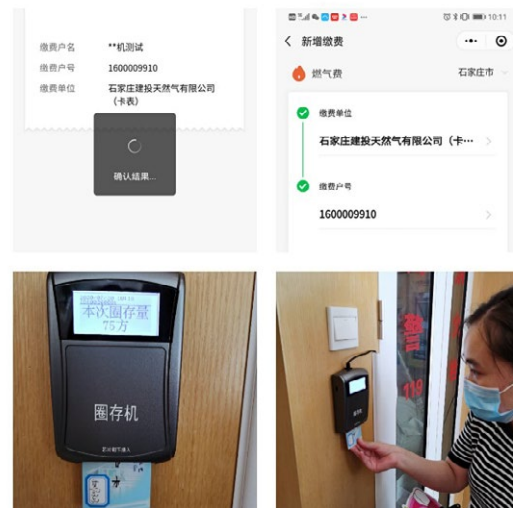 缴费户名 **机测试
缴费户号 1600009910
缴费单位 石家庄建投天然气有限公司
（卡表）
确认结果...
10:11
新增缴费
燃气费 石家庄市
缴费单位
石家庄建投天然气有限公司（卡…
缴费户号
1600009910
本次圈存量
75方
圈存机
119